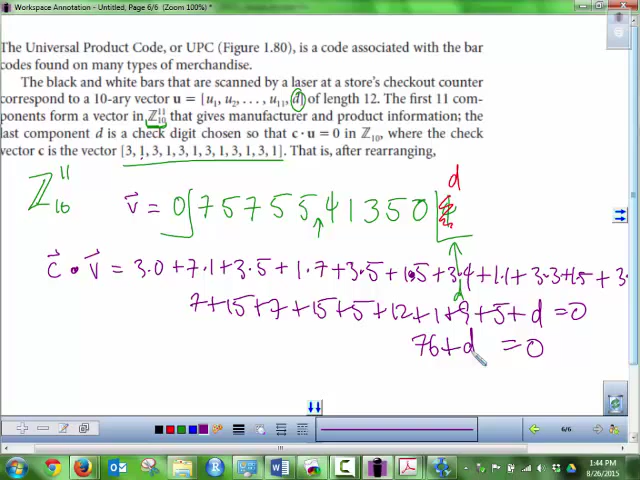 Workspace Annotation - Untitled, Page 6 (Zoom 100%) *
The Universal Product Code, or UPC (Figure 1.80), is a code associated with the bar
codes found on many types of merchandise.
The black and white bars that are scanned by a laser at a store's checkout counter
correspond to a 10-ary vector u = [u₁, u₂, . . . , u₁₁, d] of length 12. The first 11 com-
ponents form a vector in ℤ₁₀¹¹ that gives manufacturer and product information; the
last component d is a check digit chosen so that c · u = 0 in ℤ₁₀, where the check
vector c is the vector [3, 1, 3, 1, 3, 1, 3, 1, 3, 1, 3, 1]. That is, after rearranging,
ℤ₁₀¹¹
d
v⃗ = 0 7 5 7 5 5 4 1 3 5 0
c⃗ • v⃗ = 3.0 + 7.1 + 3.5 + 1.7 + 3.5 + 1.5 + 3.4 + 1.1 + 3.3 + 1.5 + 3.
d
7+15+7+15+5+12+1+9+5+d = 0
76+d = 0
6/6
1:44 PM
8/26/2015